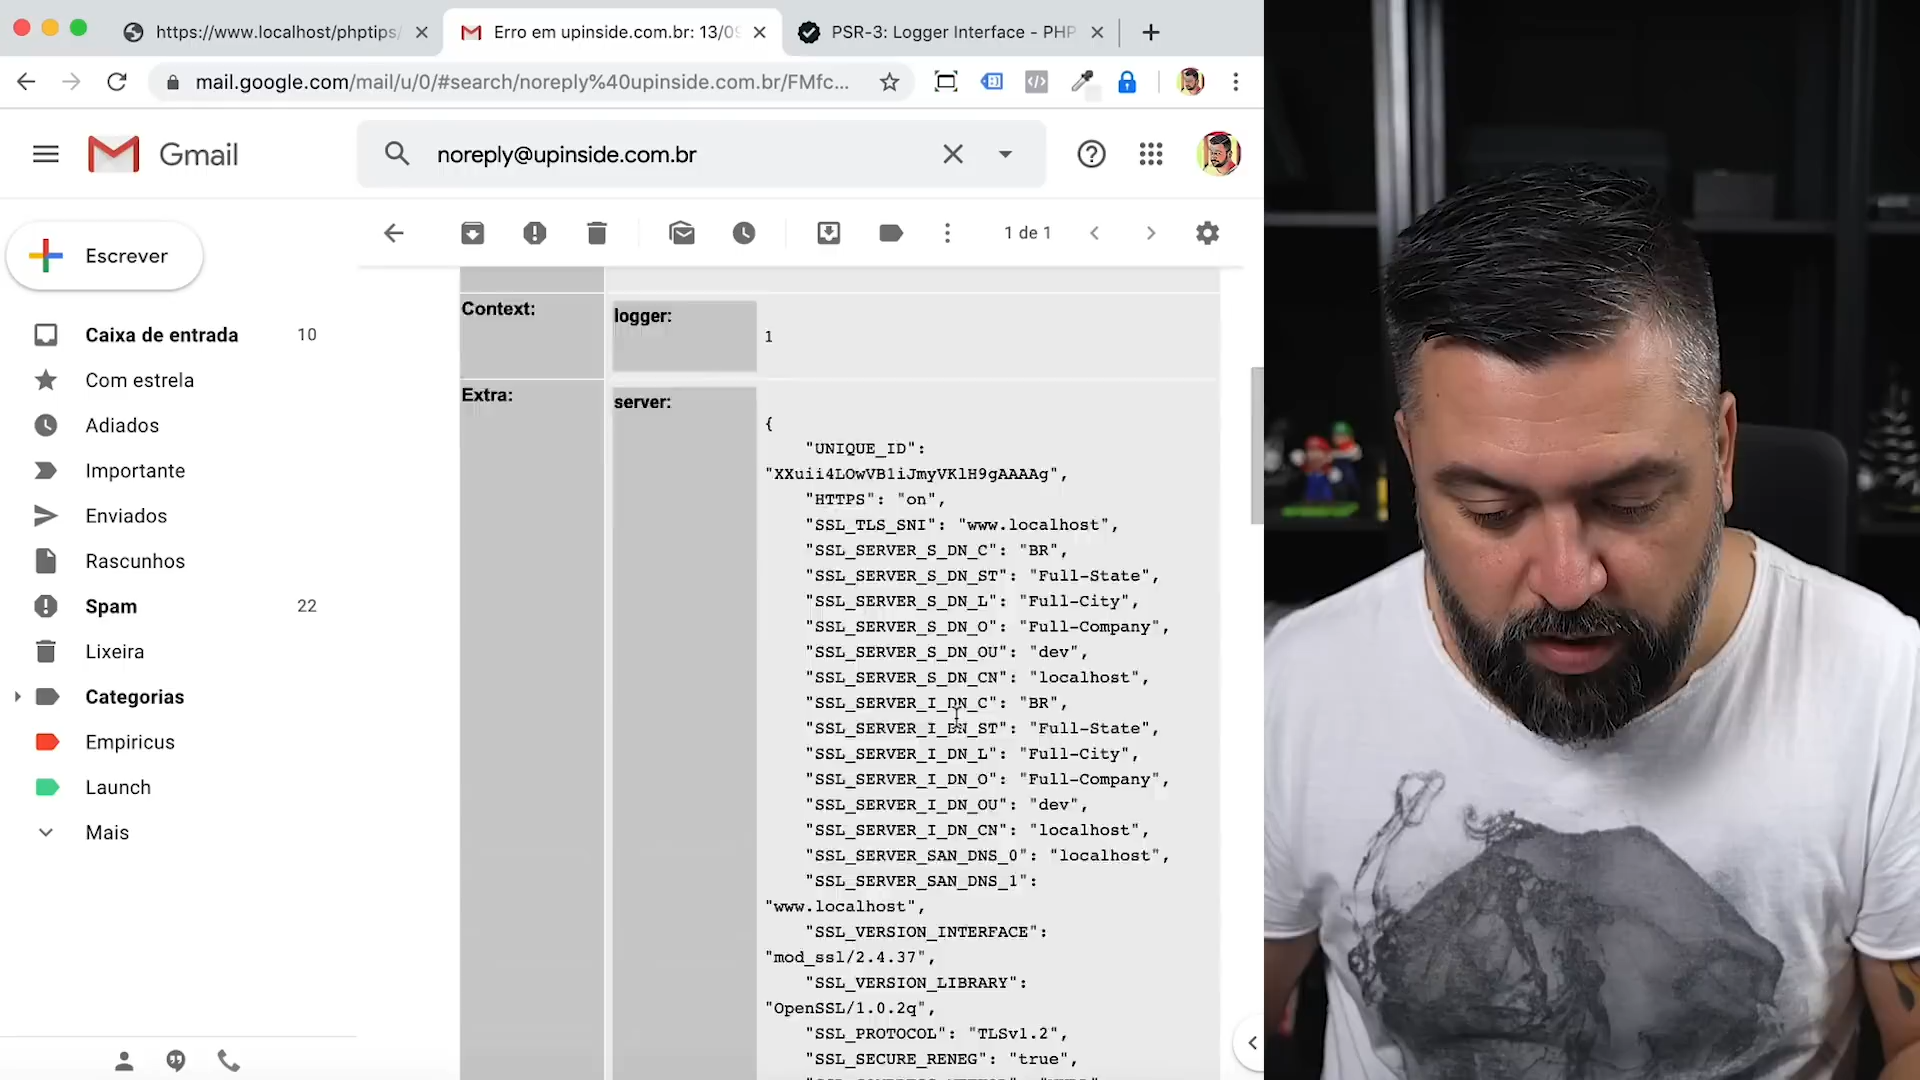 https://www.localhost/phptips/
Erro em upinside.com.br: 13/09
PSR-3: Logger Interface - PHP
mail.google.com/mail/u/0/#search/noreply%40upinside.com.br/FMfc...
Gmail
noreply@upinside.com.br
Escrever
1 de 1
Caixa de entrada 10
Com estrela
Adiados
Importante
Enviados
Rascunhos
Spam 22
Lixeira
Categorias
Empiricus
Launch
Mais
Context:
logger:
1
Extra:
server:
{
"UNIQUE_ID":
"XXuii4LOwVB1iJmyVKlH9gAAAAg",
"HTTPS": "on",
"SSL_TLS_SNI": "www.localhost",
"SSL_SERVER_S_DN_C": "BR",
"SSL_SERVER_S_DN_ST": "Full-State",
"SSL_SERVER_S_DN_L": "Full-City",
"SSL_SERVER_S_DN_O": "Full-Company",
"SSL_SERVER_S_DN_OU": "dev",
"SSL_SERVER_S_DN_CN": "localhost",
"SSL_SERVER_I_DN_C": "BR",
"SSL_SERVER_I_DN_ST": "Full-State",
"SSL_SERVER_I_DN_L": "Full-City",
"SSL_SERVER_I_DN_O": "Full-Company",
"SSL_SERVER_I_DN_OU": "dev",
"SSL_SERVER_I_DN_CN": "localhost",
"SSL_SERVER_SAN_DNS_0": "localhost",
"SSL_SERVER_SAN_DNS_1":
"www.localhost",
"SSL_VERSION_INTERFACE":
"mod_ssl/2.4.37",
"SSL_VERSION_LIBRARY":
"OpenSSL/1.0.2q",
"SSL_PROTOCOL": "TLSv1.2",
"SSL_SECURE_RENEG": "true",